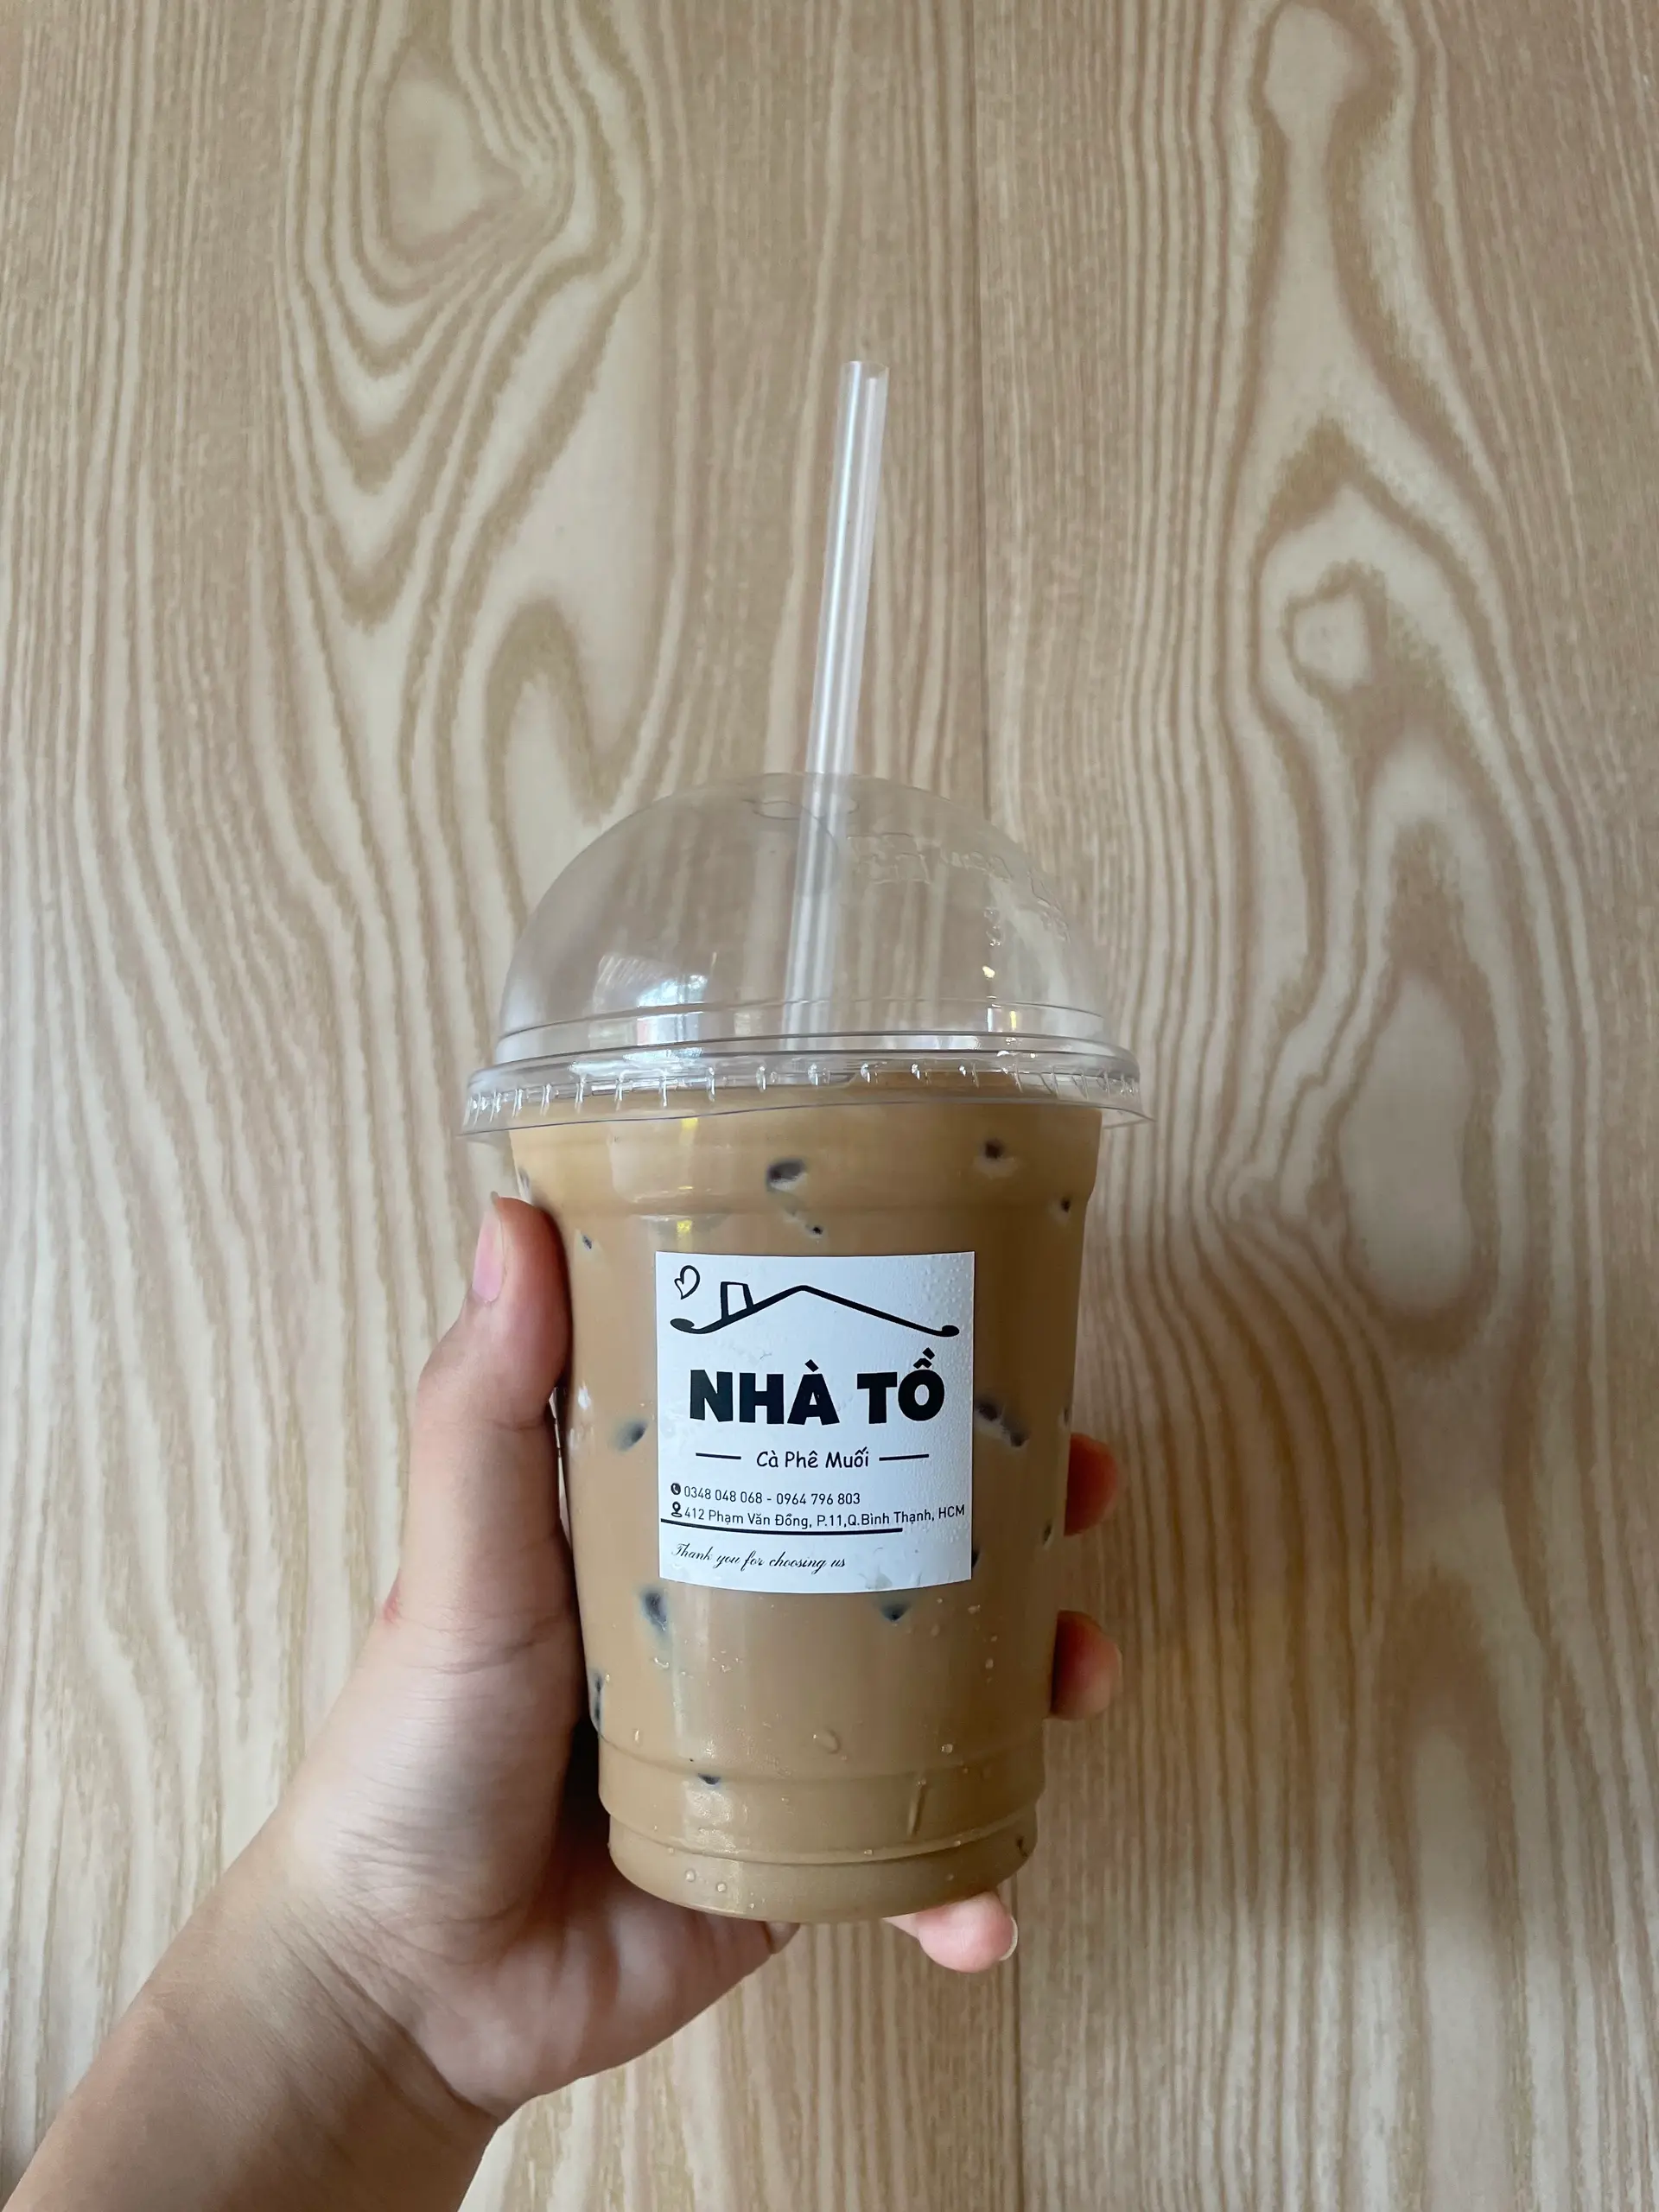 NHÀ TỒ
Cà Phê Muối
0348 048 068 - 0964 796 803
412 Phạm Văn Đồng, P.11,Q.Bình Thạnh, HCM
Thank you for choosing us